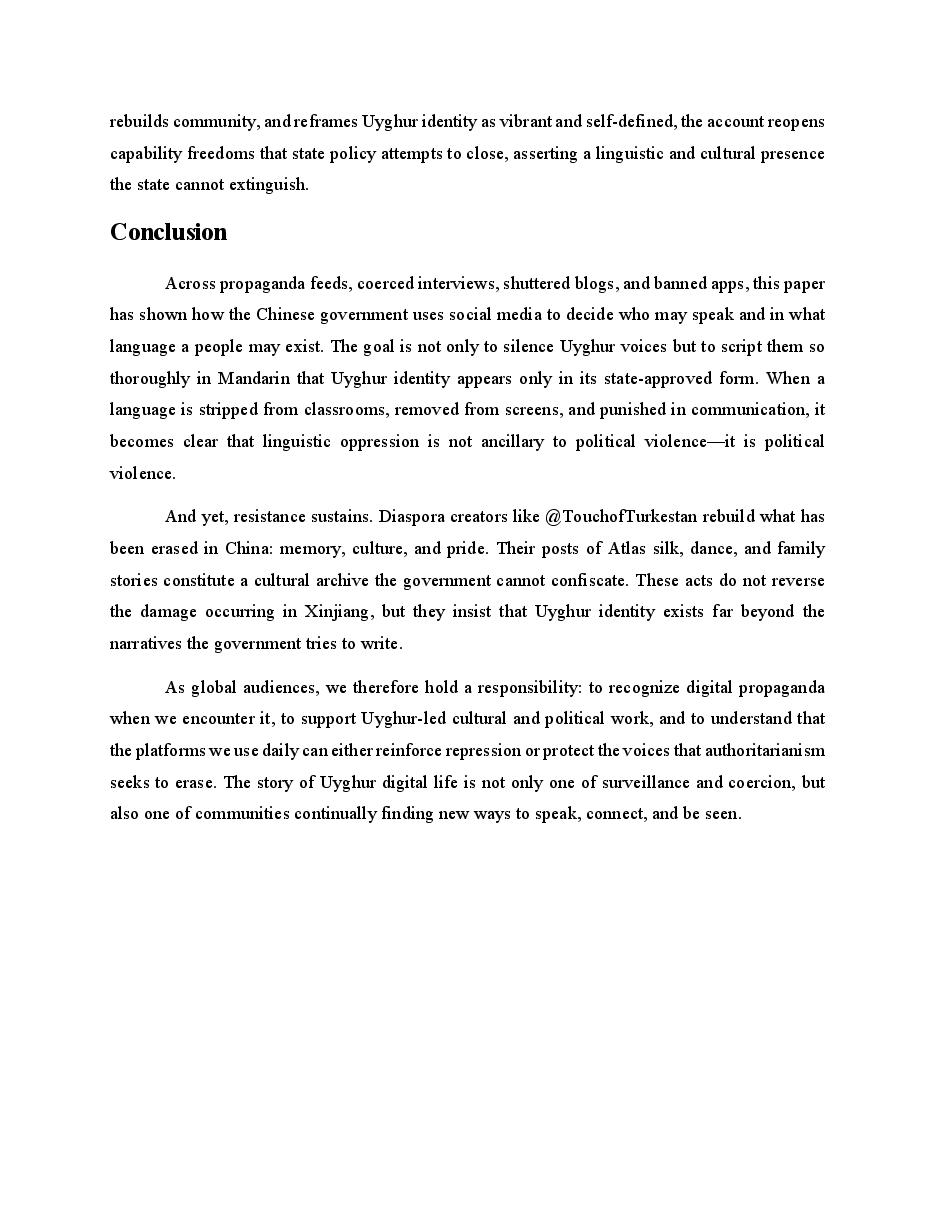 rebuilds community, and reframes Uyghur identity as vibrant and self-defined, the account reopens
capability freedoms that state policy attempts to close, asserting a linguistic and cultural presence
the state cannot extinguish.
Conclusion
Across propaganda feeds, coerced interviews, shuttered blogs, and banned apps, this paper
has shown how the Chinese government uses social media to decide who may speak and in what
language a people may exist. The goal is not only to silence Uyghur voices but to script them so
thoroughly in Mandarin that Uyghur identity appears only in its state-approved form. When a
language is stripped from classrooms, removed from screens, and punished in communication, it
becomes clear that linguistic oppression is not ancillary to political violence—it is political
violence.
And yet, resistance sustains. Diaspora creators like @TouchofTurkestan rebuild what has
been erased in China: memory, culture, and pride. Their posts of Atlas silk, dance, and family
stories constitute a cultural archive the government cannot confiscate. These acts do not reverse
the damage occurring in Xinjiang, but they insist that Uyghur identity exists far beyond the
narratives the government tries to write.
As global audiences, we therefore hold a responsibility: to recognize digital propaganda
when we encounter it, to support Uyghur-led cultural and political work, and to understand that
the platforms we use daily can either reinforce repression or protect the voices that authoritarianism
seeks to erase. The story of Uyghur digital life is not only one of surveillance and coercion, but
also one of communities continually finding new ways to speak, connect, and be seen.